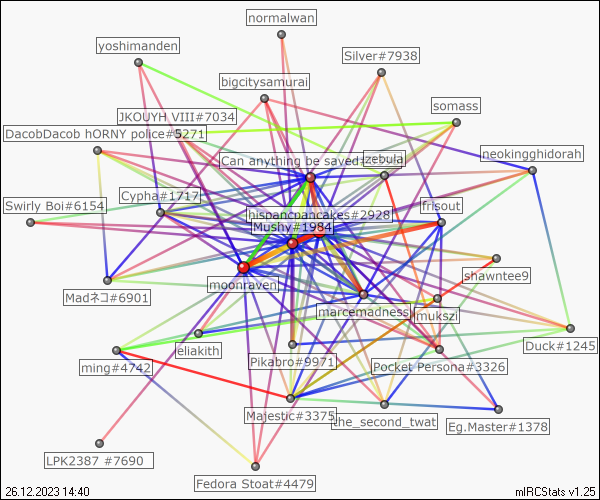 normalwan
yoshimanden
Silver#7938
bigcitysamurai
somass
JKOUYH VIII#7034
DacobDacob hORNY police#5271
Can anything be saved
zebula
neokingghidorah
Cypha#1717
Swirly Boi#6154
frisout
hispancpancakes#2928
Mushy#1984
shawntee9
moonraven
Madネコ#6901
marcemadness
mukszi
eliakith
Duck#1245
Pikabro#9971
Pocket Persona#3326
ming#4742
Majestic#3375
the_second_twat
Eg.Master#1378
LPK2387 #7690
Fedora Stoat#4479
26.12.2023 14:40
mIRCStats v1.25